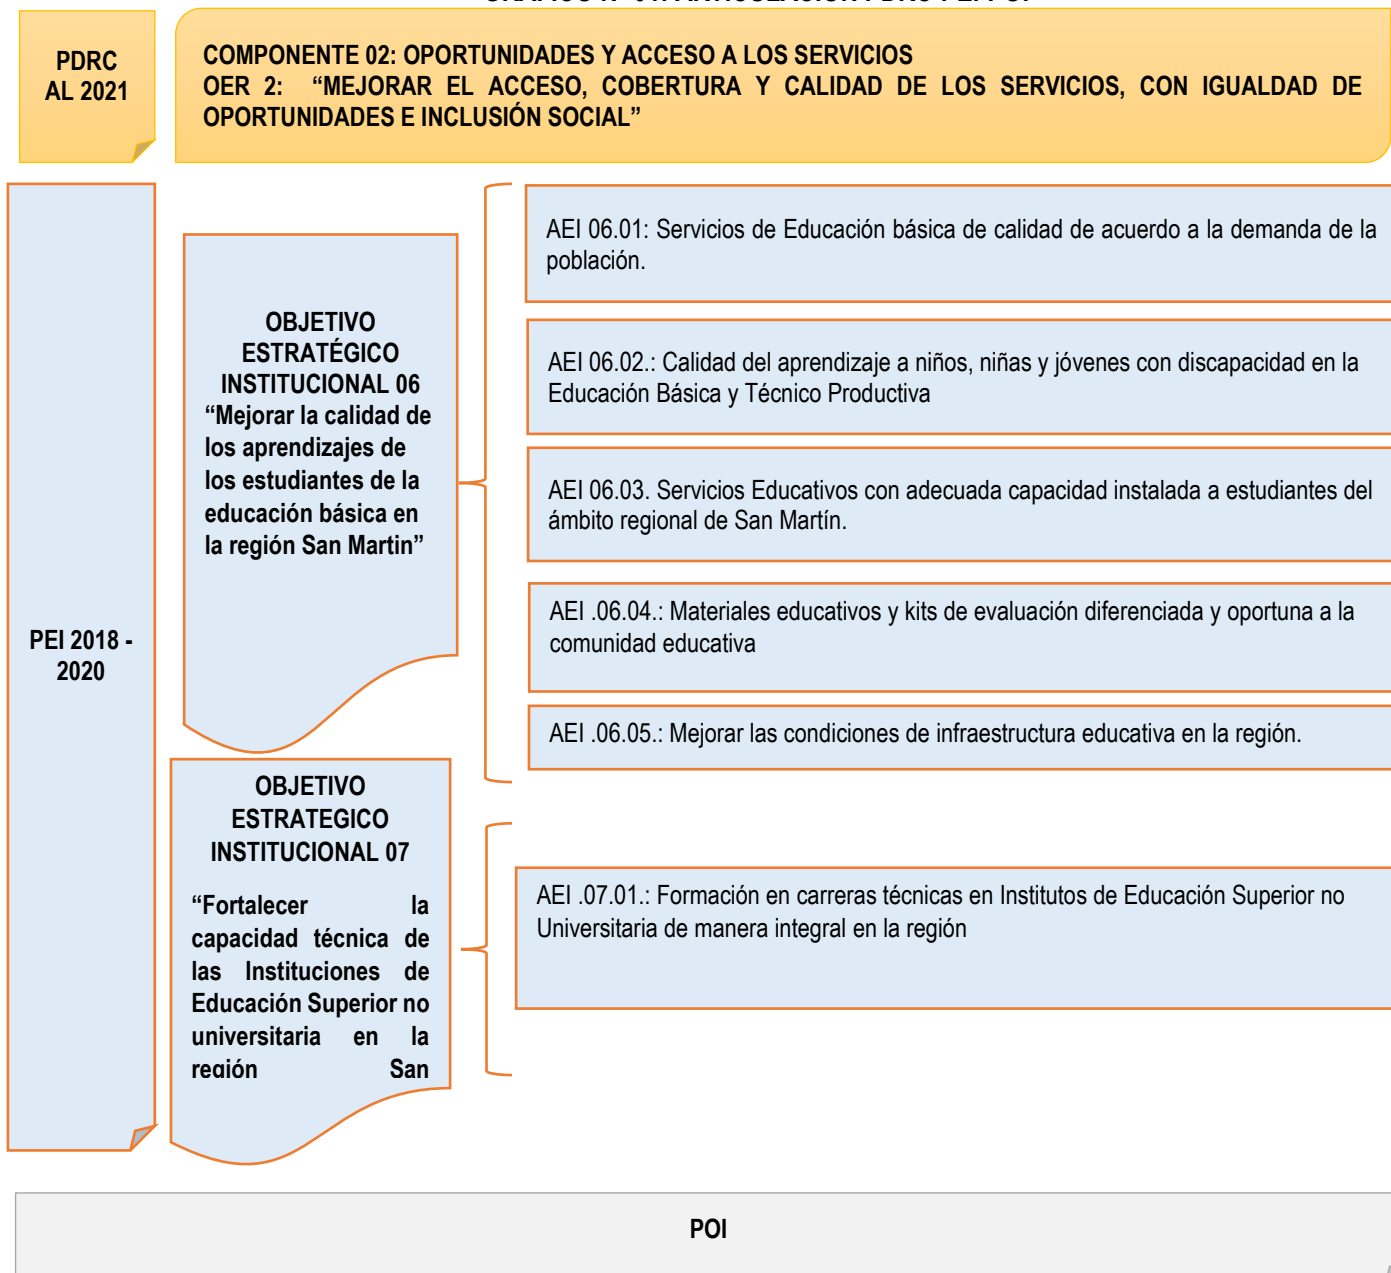 PDRC
AL 2021
COMPONENTE 02: OPORTUNIDADES Y ACCESO A LOS SERVICIOS
OER 2: “MEJORAR EL ACCESO, COBERTURA Y CALIDAD DE LOS SERVICIOS, CON IGUALDAD DE
OPORTUNIDADES E INCLUSIÓN SOCIAL”
PEI 2018 -
2020
OBJETIVO
ESTRATÉGICO
INSTITUCIONAL 06
“Mejorar la calidad de
los aprendizajes de
los estudiantes de la
educación básica en
la región San Martin”
AEI 06.01: Servicios de Educación básica de calidad de acuerdo a la demanda de la
población.
AEI 06.02.: Calidad del aprendizaje a niños, niñas y jóvenes con discapacidad en la
Educación Básica y Técnico Productiva
AEI 06.03. Servicios Educativos con adecuada capacidad instalada a estudiantes del
ámbito regional de San Martín.
AEI .06.04.: Materiales educativos y kits de evaluación diferenciada y oportuna a la
comunidad educativa
AEI .06.05.: Mejorar las condiciones de infraestructura educativa en la región.
OBJETIVO
ESTRATEGICO
INSTITUCIONAL 07
“Fortalecer la
capacidad técnica de
las Instituciones de
Educación Superior no
universitaria en la
región San
AEI .07.01.: Formación en carreras técnicas en Institutos de Educación Superior no
Universitaria de manera integral en la región
POI